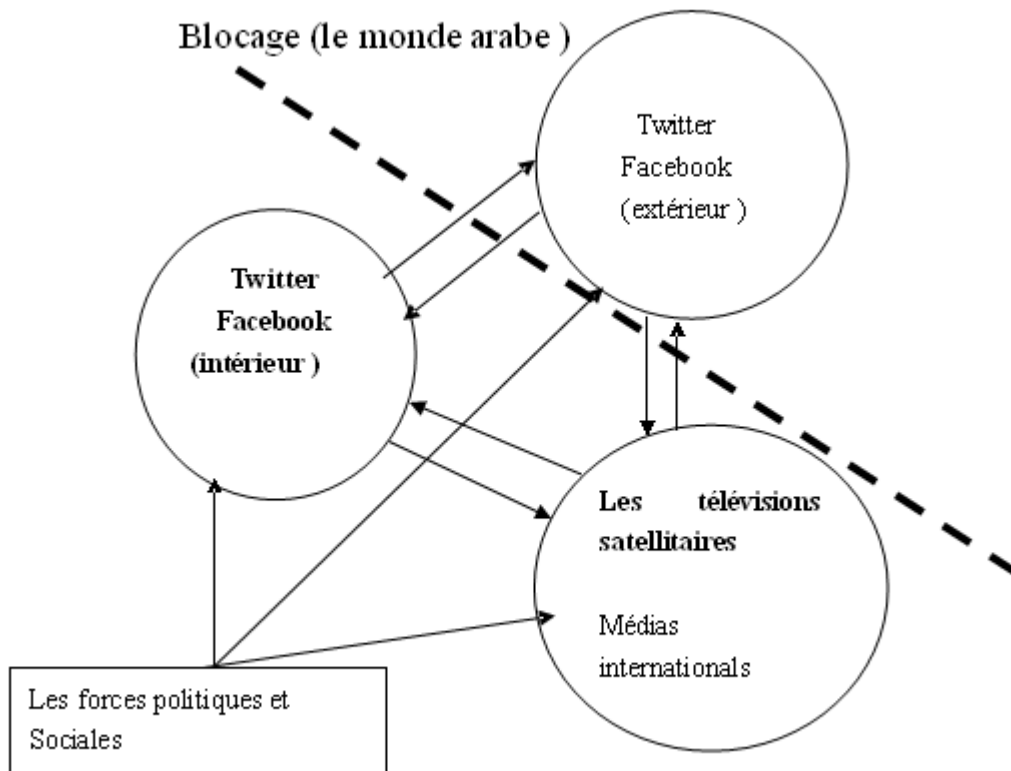 Blocage (le monde arabe )
Twitter
Facebook
(extérieur )
Twitter
Facebook
(intérieur )
Les télévisions
satellitaires
Médias
internationals
Les forces politiques et
Sociales